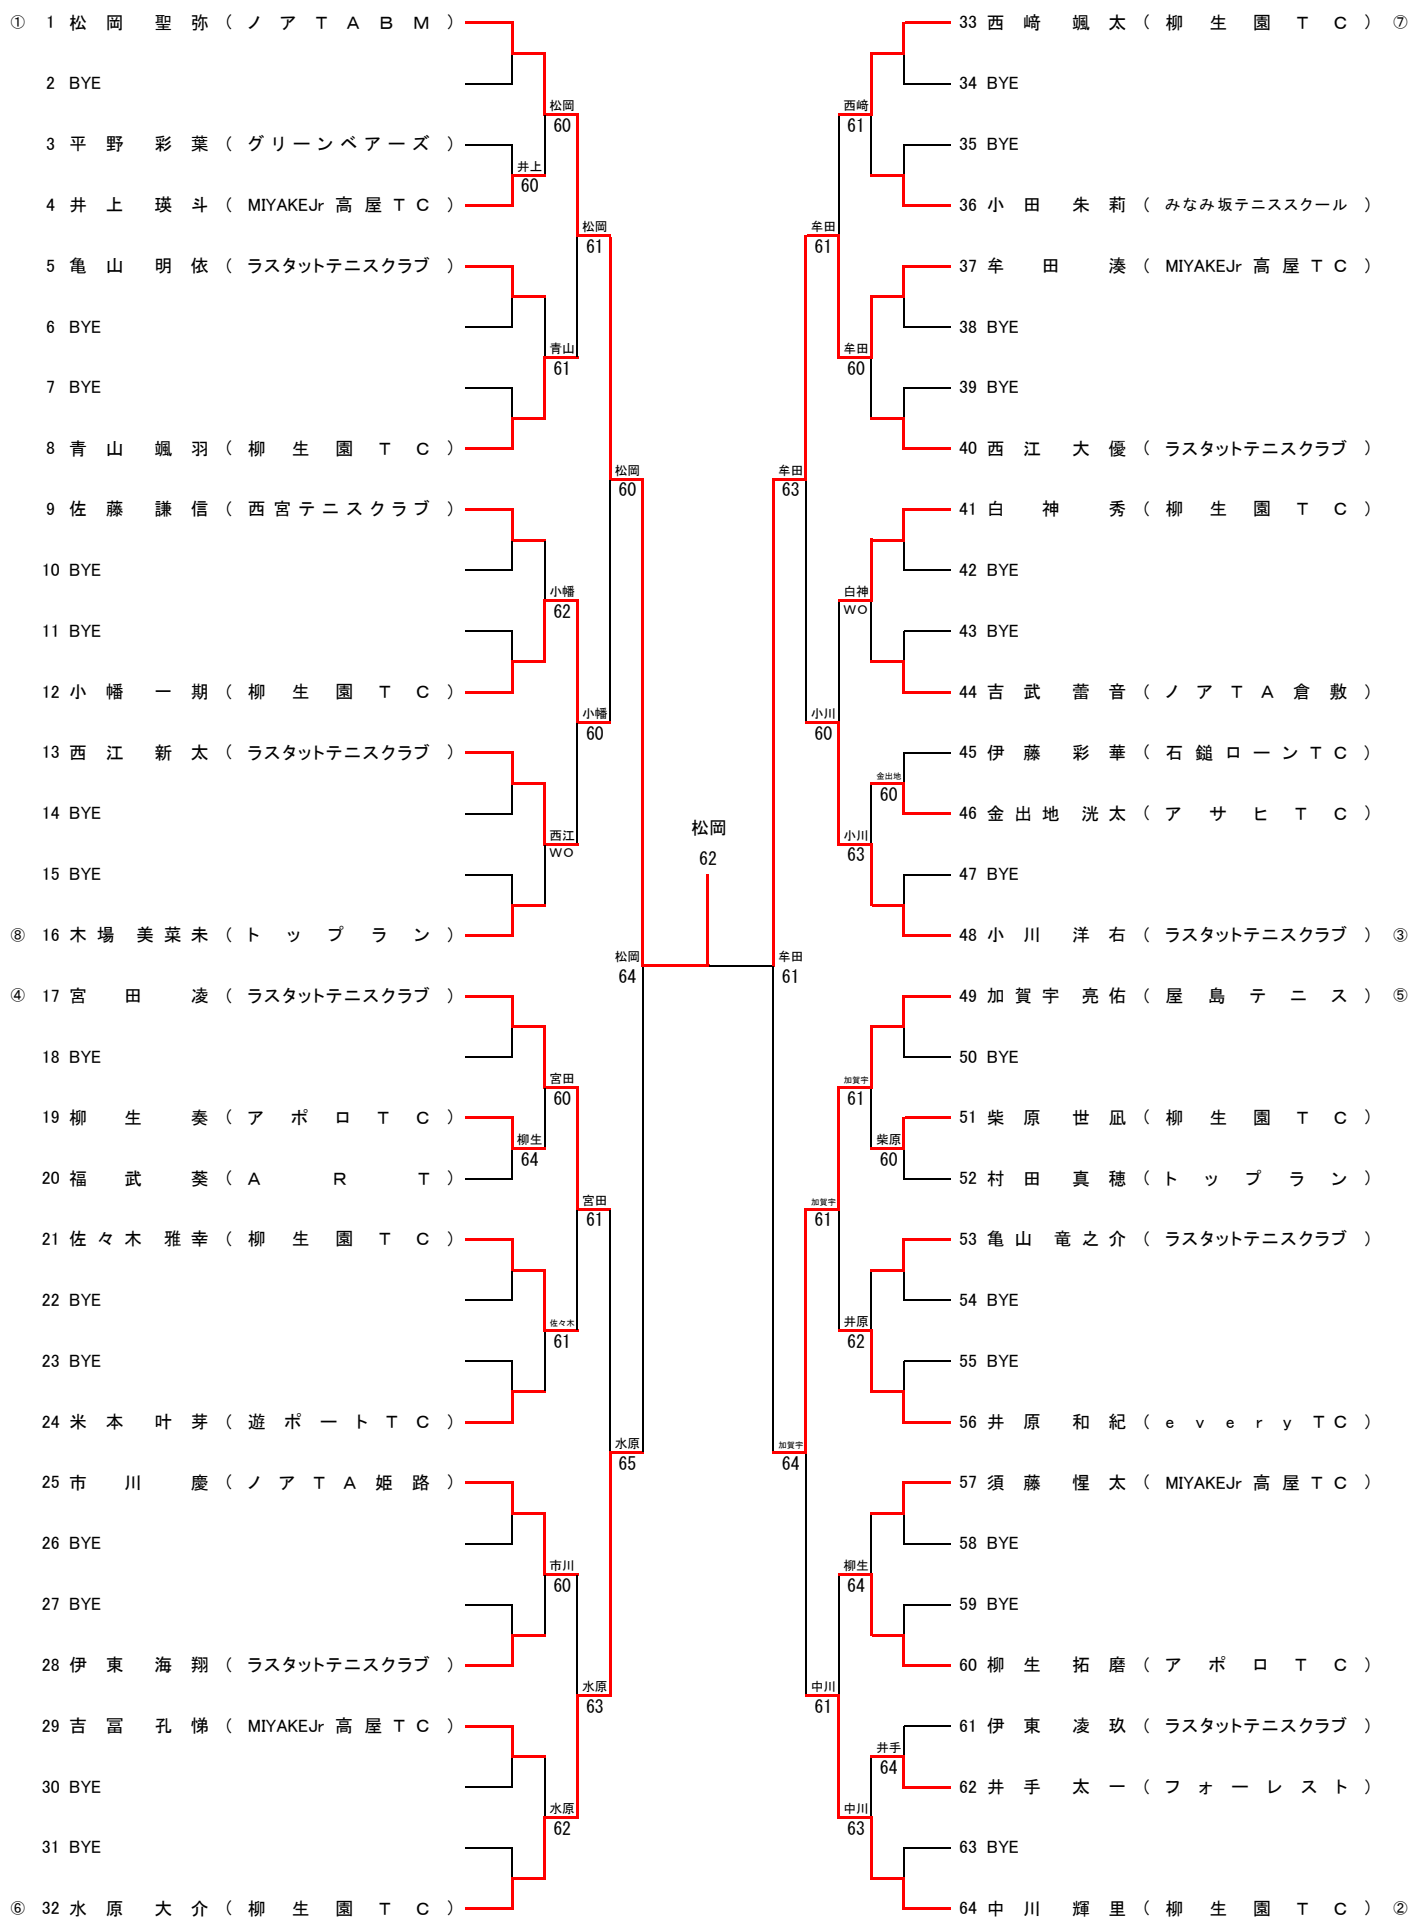 ① 1 松岡 聖弥 (ノアTABM)
2 BYE
3 平野 彩葉 (グリーンベアーズ)
4 井上 瑛斗 (MIYAKEJr高屋TC)
5 亀山 明依 (ラスタットテニスクラブ)
6 BYE
7 BYE
8 青山 颯羽 (柳生園TC)
9 佐藤 謙信 (西宮テニスクラブ)
10 BYE
11 BYE
12 小幡 一期 (柳生園TC)
13 西江 新太 (ラスタットテニスクラブ)
14 BYE
15 BYE
⑧ 16 木場 美菜未 (トップラン)
④ 17 宮田 凌 (ラスタットテニスクラブ)
18 BYE
19 柳生 奏 (アポロTC)
20 福武 葵 (ART)
21 佐々木 雅幸 (柳生園TC)
22 BYE
23 BYE
24 米本 叶芽 (遊ポートTC)
25 市川 慶 (ノアTA姫路)
26 BYE
27 BYE
28 伊東 海翔 (ラスタットテニスクラブ)
29 吉冨 孔悌 (MIYAKEJr高屋TC)
30 BYE
31 BYE
⑥ 32 水原 大介 (柳生園TC)
井上
60
柳生
64
松岡
60
青山
61
小幡
62
西江
WO
宮田
60
佐々木
61
市川
60
水原
62
松岡
61
小幡
60
宮田
61
水原
63
松岡
60
水原
65
松岡
64
松岡
62
牟田
61
牟田
63
加賀宇
64
牟田
61
小川
60
加賀宇
61
中川
61
西﨑
61
牟田
60
白神
WO
小川
63
加賀宇
61
井原
62
柳生
64
中川
63
金出地
60
柴原
60
井手
64
33 西﨑 颯太 (柳生園TC) ⑦
34 BYE
35 BYE
36 小田 朱莉 (みなみ坂テニススクール)
37 牟田 湊 (MIYAKEJr高屋TC)
38 BYE
39 BYE
40 西江 大優 (ラスタットテニスクラブ)
41 白神 秀 (柳生園TC)
42 BYE
43 BYE
44 吉武 蕾音 (ノアTA倉敷)
45 伊藤 彩華 (石鎚ローンTC)
46 金出地 洸太 (アサヒTC)
47 BYE
48 小川 洋右 (ラスタットテニスクラブ) ③
49 加賀宇 亮佑 (屋島テニス) ⑤
50 BYE
51 柴原 世凪 (柳生園TC)
52 村田 真穂 (トップラン)
53 亀山 竜之介 (ラスタットテニスクラブ)
54 BYE
55 BYE
56 井原 和紀 (everyTC)
57 須藤 惺太 (MIYAKEJr高屋TC)
58 BYE
59 BYE
60 柳生 拓磨 (アポロTC)
61 伊東 凌玖 (ラスタットテニスクラブ)
62 井手 太一 (フォーレスト)
63 BYE
64 中川 輝里 (柳生園TC) ②